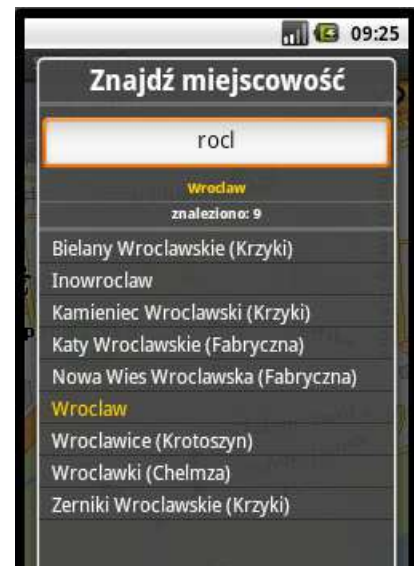 09:25
Znajdź miejscowość
rocl
Wroclaw
znaleziono: 9
Bielany Wroclawskie (Krzyki)
Inowroclaw
Kamieniec Wroclawski (Krzyki)
Katy Wroclawskie (Fabryczna)
Nowa Wies Wroclawska (Fabryczna)
Wroclaw
Wroclawice (Krotoszyn)
Wroclawki (Chelmza)
Zerniki Wroclawskie (Krzyki)